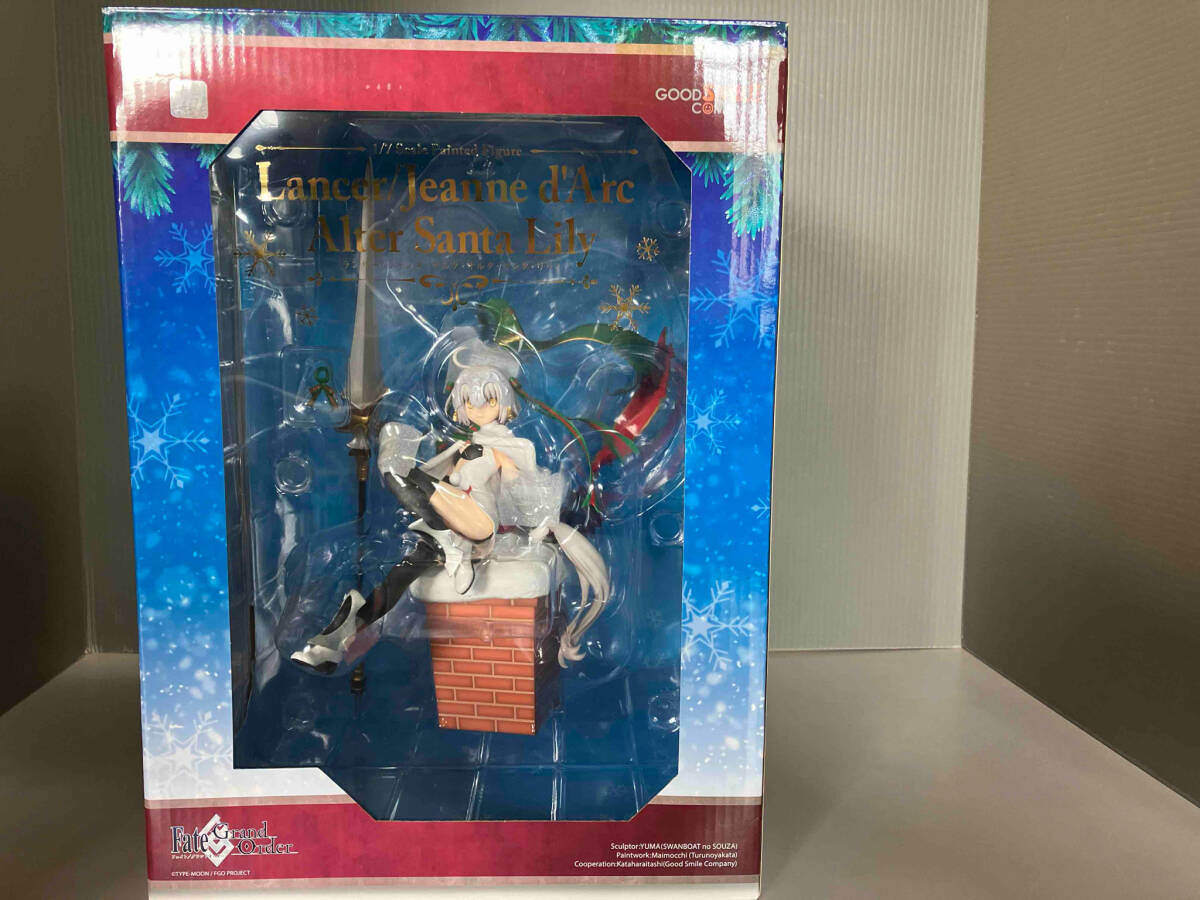 GOOD
1/7 Scale Painted Figure
Lancer/Jeanne d'Arc
Alter Santa Lily
Fate Grand
Order
©TYPE-MOON / FGO PROJECT
Sculptor:YUMA(SWANBOAT no SOUZA)
Paintwork:Maimocchi (Turunoyakata)
Cooperation:Kataharaitashi(Good Smile Company)